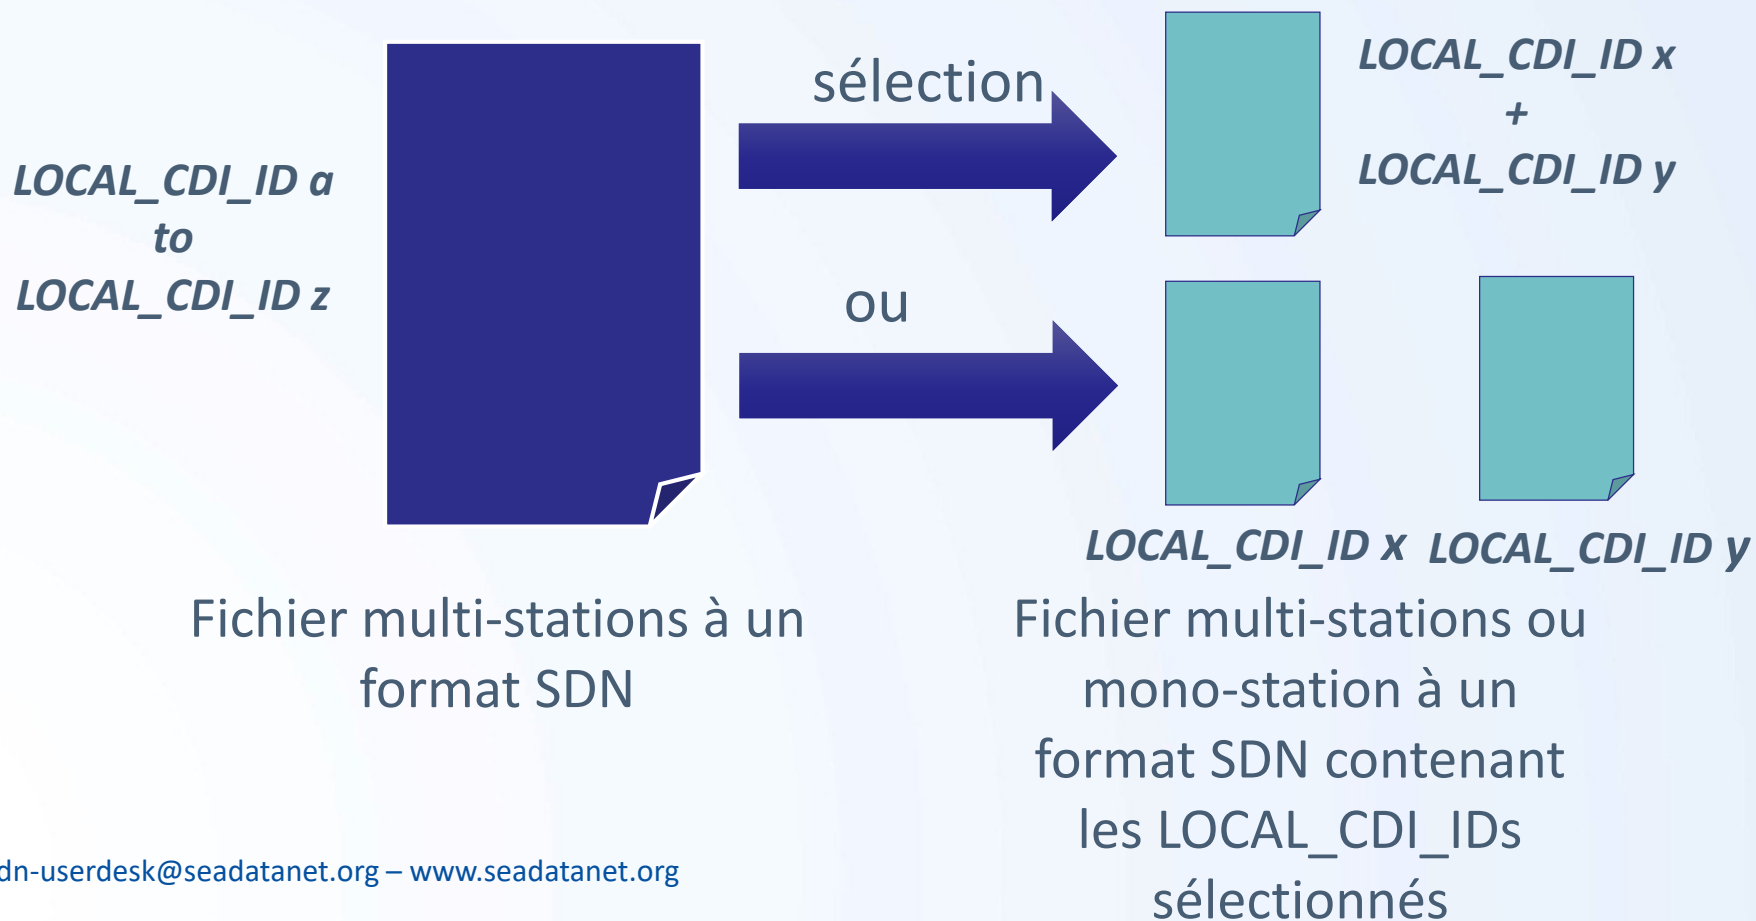 LOCAL_CDI_ID a
to
LOCAL_CDI_ID z
sélection
ou
LOCAL_CDI_ID x
+
LOCAL_CDI_ID y
LOCAL_CDI_ID x
LOCAL_CDI_ID y
Fichier multi-stations à un
format SDN
Fichier multi-stations ou
mono-station à un
format SDN contenant
les LOCAL_CDI_IDs
sélectionnés
dn-userdesk@seadatanet.org – www.seadatanet.org